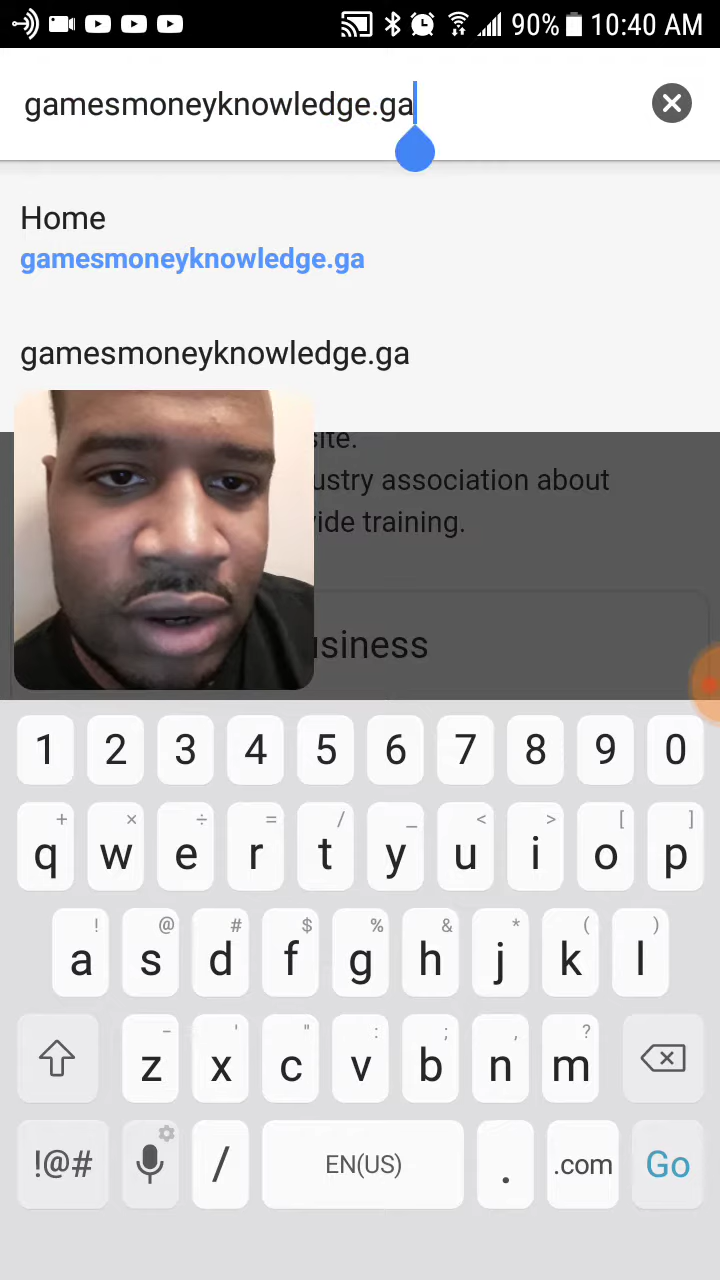 90% 10:40 AM
gamesmoneyknowledge.ga
Home
gamesmoneyknowledge.ga
gamesmoneyknowledge.ga
site.
ustry association about
vide training.
usiness
1 2 3 4 5 6 7 8 9 0
+ × ÷ = / _ < > [ ]
q w e r t y u i o p
! @ # $ % & * ( )
a s d f g h j k l
- ' " : ; , ?
z x c v b n m
!@# / EN(US) . .com Go